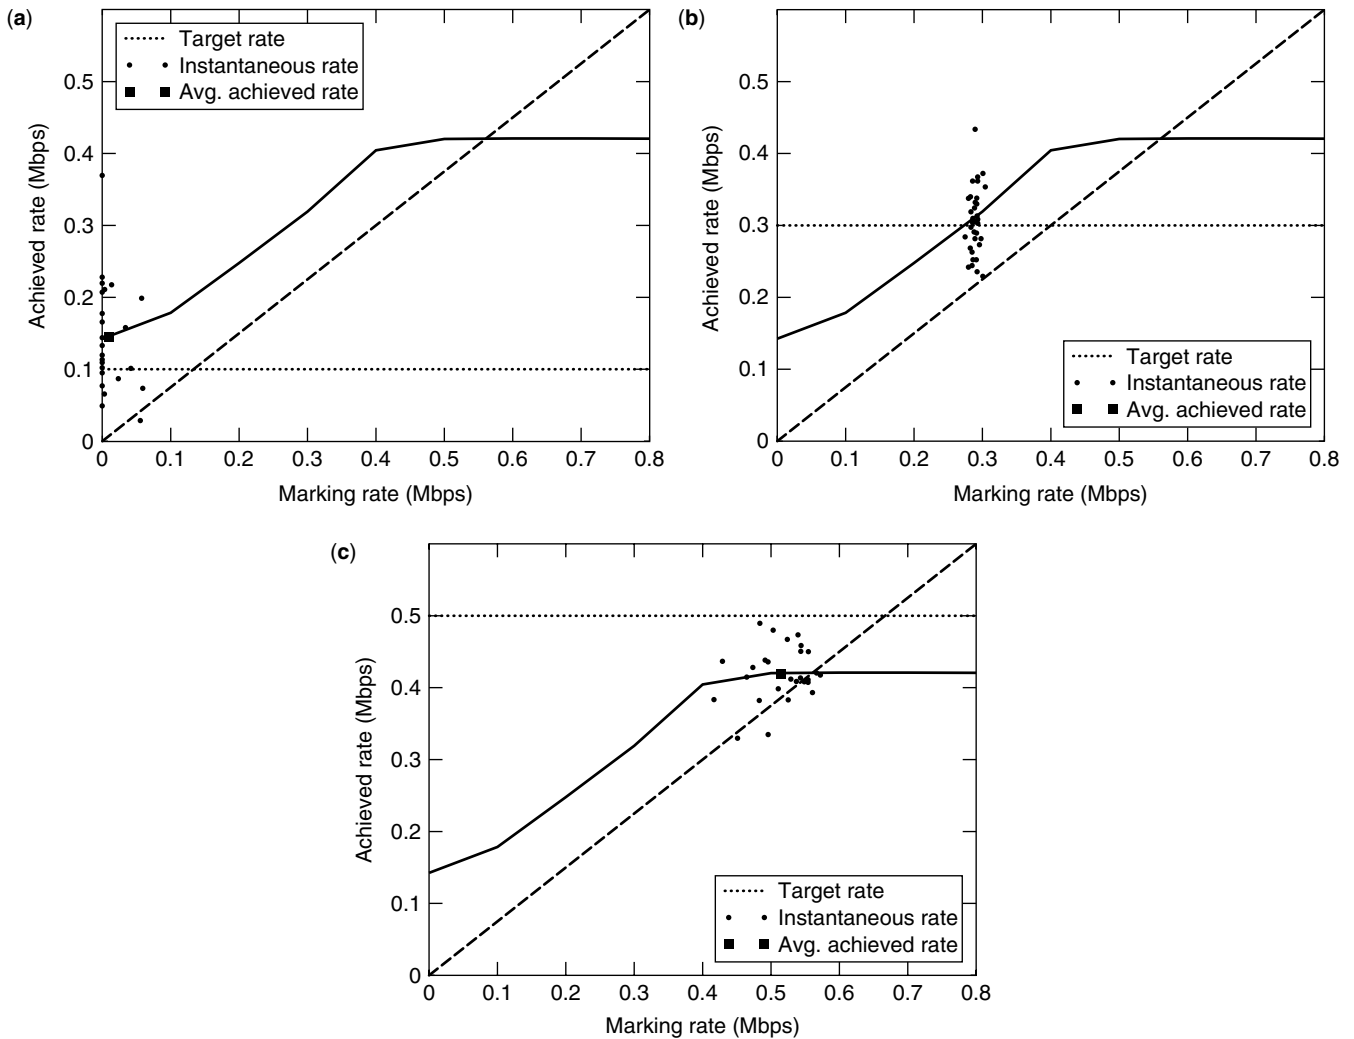 (a)
Target rate
Instantaneous rate
Avg. achieved rate
Achieved rate (Mbps)
0.5
0.4
0.3
0.2
0.1
0
0 0.1 0.2 0.3 0.4 0.5 0.6 0.7 0.8
Marking rate (Mbps)
(b)
Achieved rate (Mbps)
0.5
0.4
0.3
0.2
0.1
0
Target rate
Instantaneous rate
Avg. achieved rate
0 0.1 0.2 0.3 0.4 0.5 0.6 0.7 0.8
Marking rate (Mbps)
(c)
Achieved rate (Mbps)
0.5
0.4
0.3
0.2
0.1
0
Target rate
Instantaneous rate
Avg. achieved rate
0 0.1 0.2 0.3 0.4 0.5 0.6 0.7 0.8
Marking rate (Mbps)